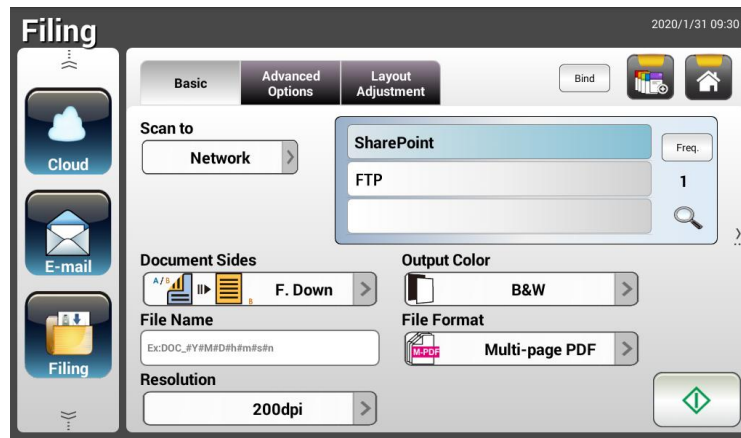 Filing
2020/1/31 09:30
Basic
Advanced
Options
Layout
Adjustment
Bind
Cloud
E-mail
Filing
Scan to
Network
SharePoint
FTP
Freq.
1
Document Sides
A/B
B
F. Down
Output Color
B&W
File Name
Ex:DOC_#Y#M#D#h#m#s#n
File Format
M-PDF
Multi-page PDF
Resolution
200dpi